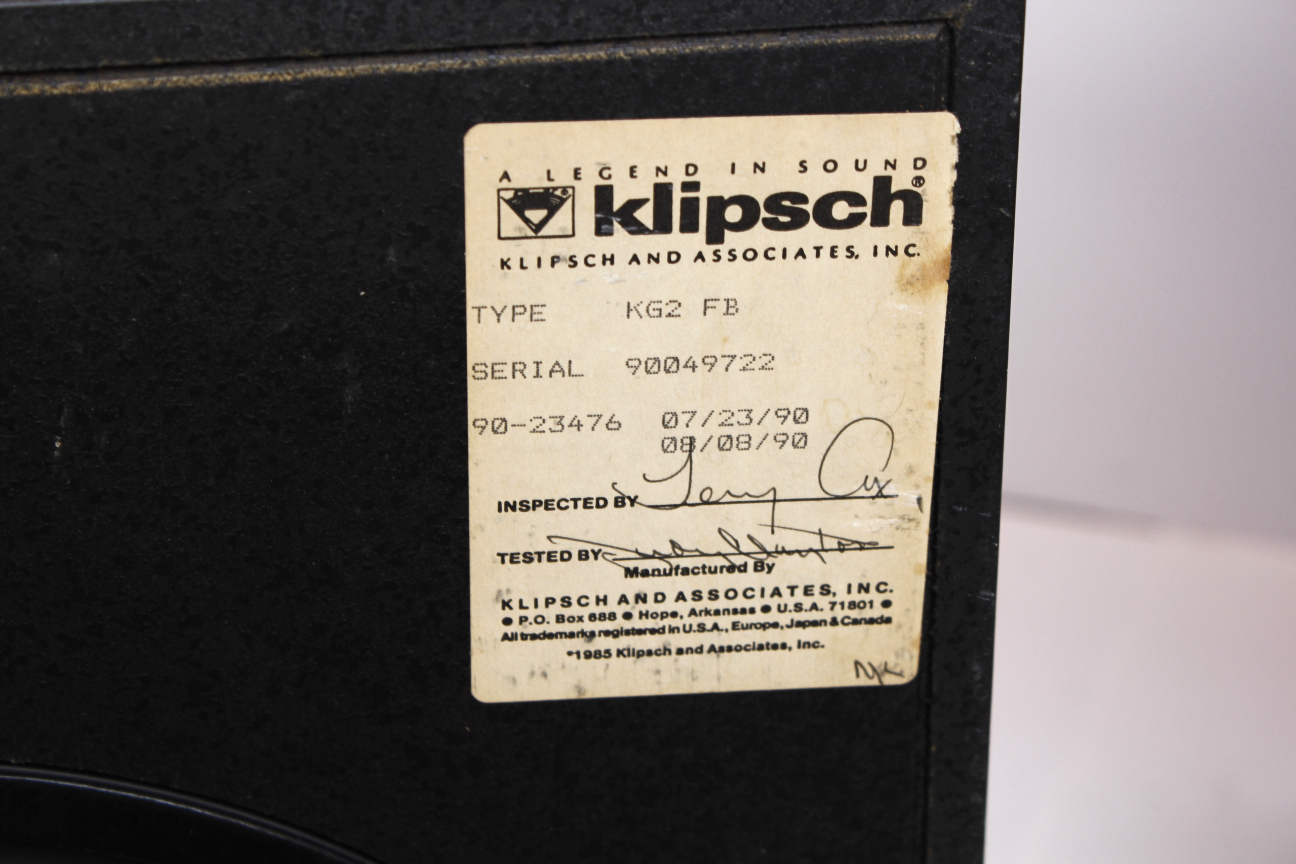 A LEGEND IN SOUND
klipsch®
KLIPSCH AND ASSOCIATES, INC.
TYPE KG2 FB
SERIAL 90049722
90-23476 07/23/90
08/08/90
INSPECTED BY Terry Cox
TESTED BY
Manufactured By
KLIPSCH AND ASSOCIATES, INC.
● P.O. Box 688 ● Hope, Arkansas ● U.S.A. 71801 ●
All trademarks registered in U.S.A., Europe, Japan & Canada
*1985 Klipsch and Associates, Inc.